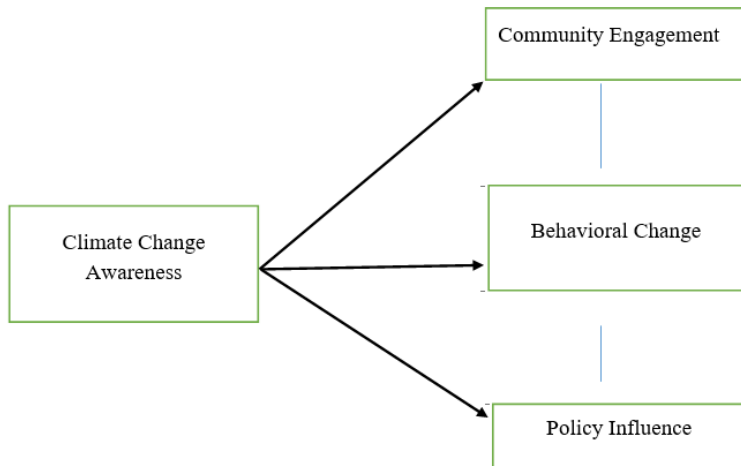 Community Engagement
Climate Change
Awareness
Behavioral Change
Policy Influence